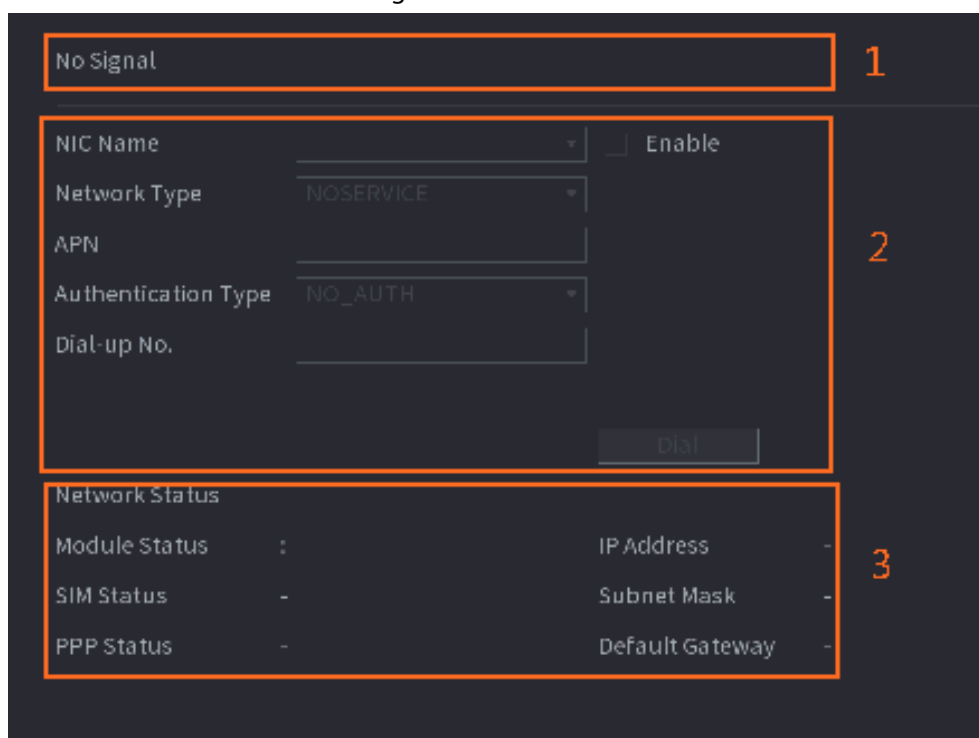 No Signal
1
NIC Name Enable
Network Type NOSERVICE
APN
2
Authentication Type NO_AUTH
Dial-up No.
Dial
Network Status
Module Status : IP Address -
3
SIM Status - Subnet Mask -
PPP Status - Default Gateway -